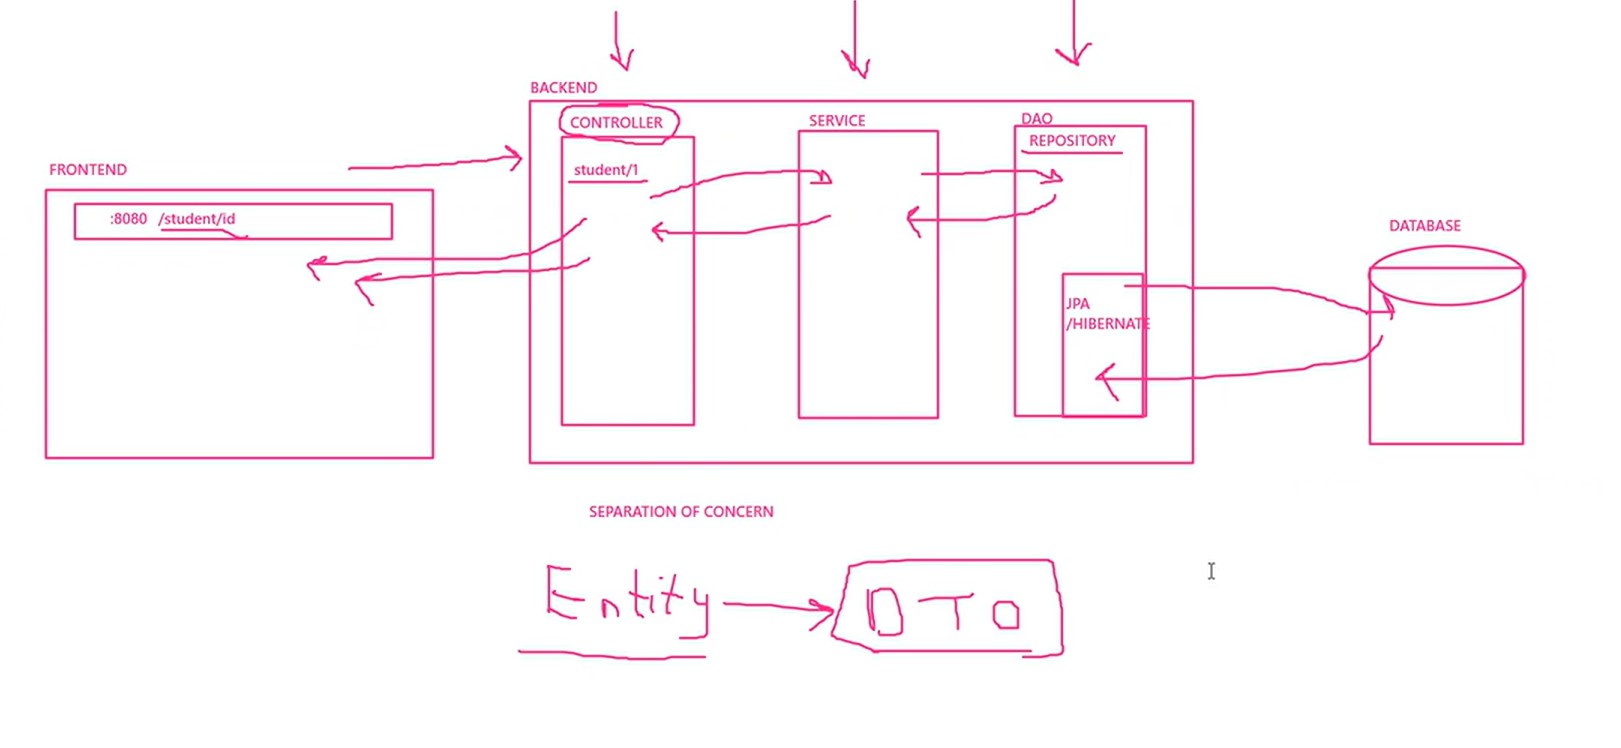 BACKEND
CONTROLLER
SERVICE
DAO
REPOSITORY
FRONTEND
student/1
:8080 /student/id
DATABASE
JPA
/HIBERNATE
SEPARATION OF CONCERN
Entity
DTO